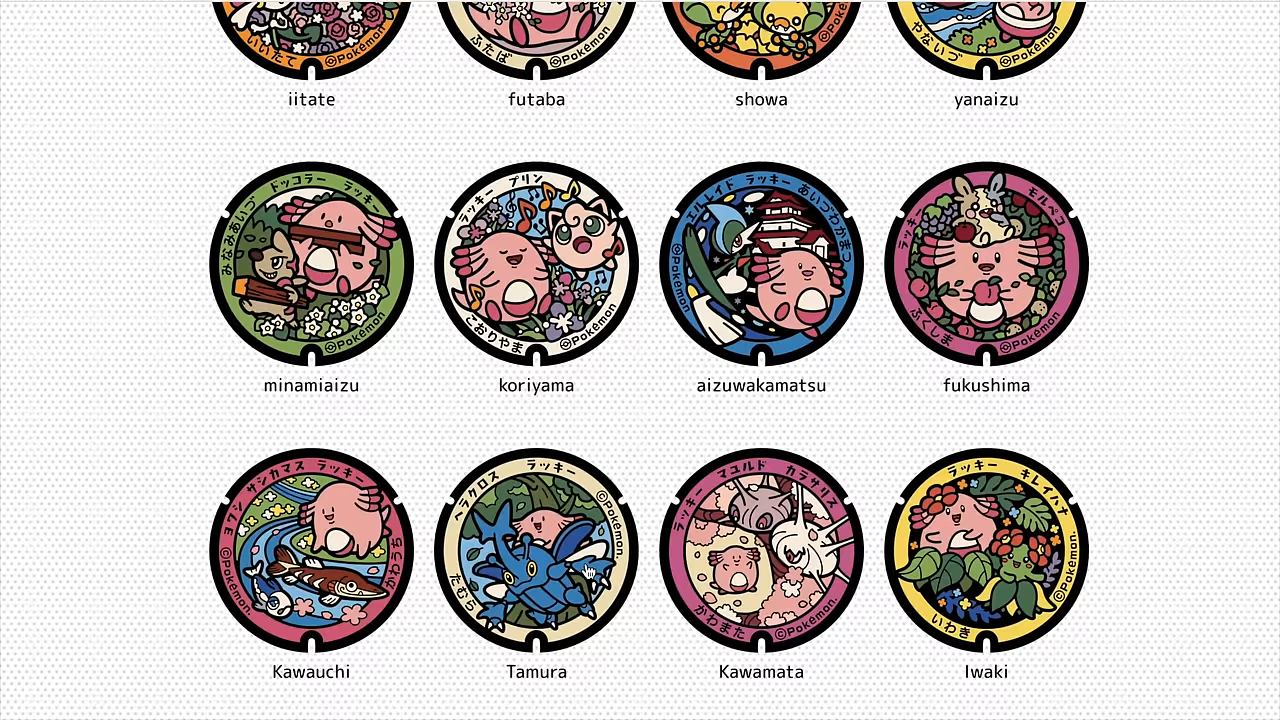 いいたて ©Pokémon
ふたば ©Pokémon
©Poké
やないづ ©Pokémon
iitate
futaba
showa
yanaizu
みなみあいづ ドッコラー ラッキー
©Pokémon
ラッキー プリン
こおりやま ©Pokémon
エルレイド ラッキー あいづわかまつ
©Pokémon
ラッキー モルペコ
ふくしま ©Pokémon
minamiaizu
koriyama
aizuwakamatsu
fukushima
ヨワシ サシカマス ラッキー
©Pokémon. かわうち
ヘラクロス ラッキー
©Pokémon.
たむら
ラッキー マユルド カラサリス
かわまた ©Pokémon.
ラッキー キレイハナ
いわき ©Pokémon.
Kawauchi
Tamura
Kawamata
Iwaki